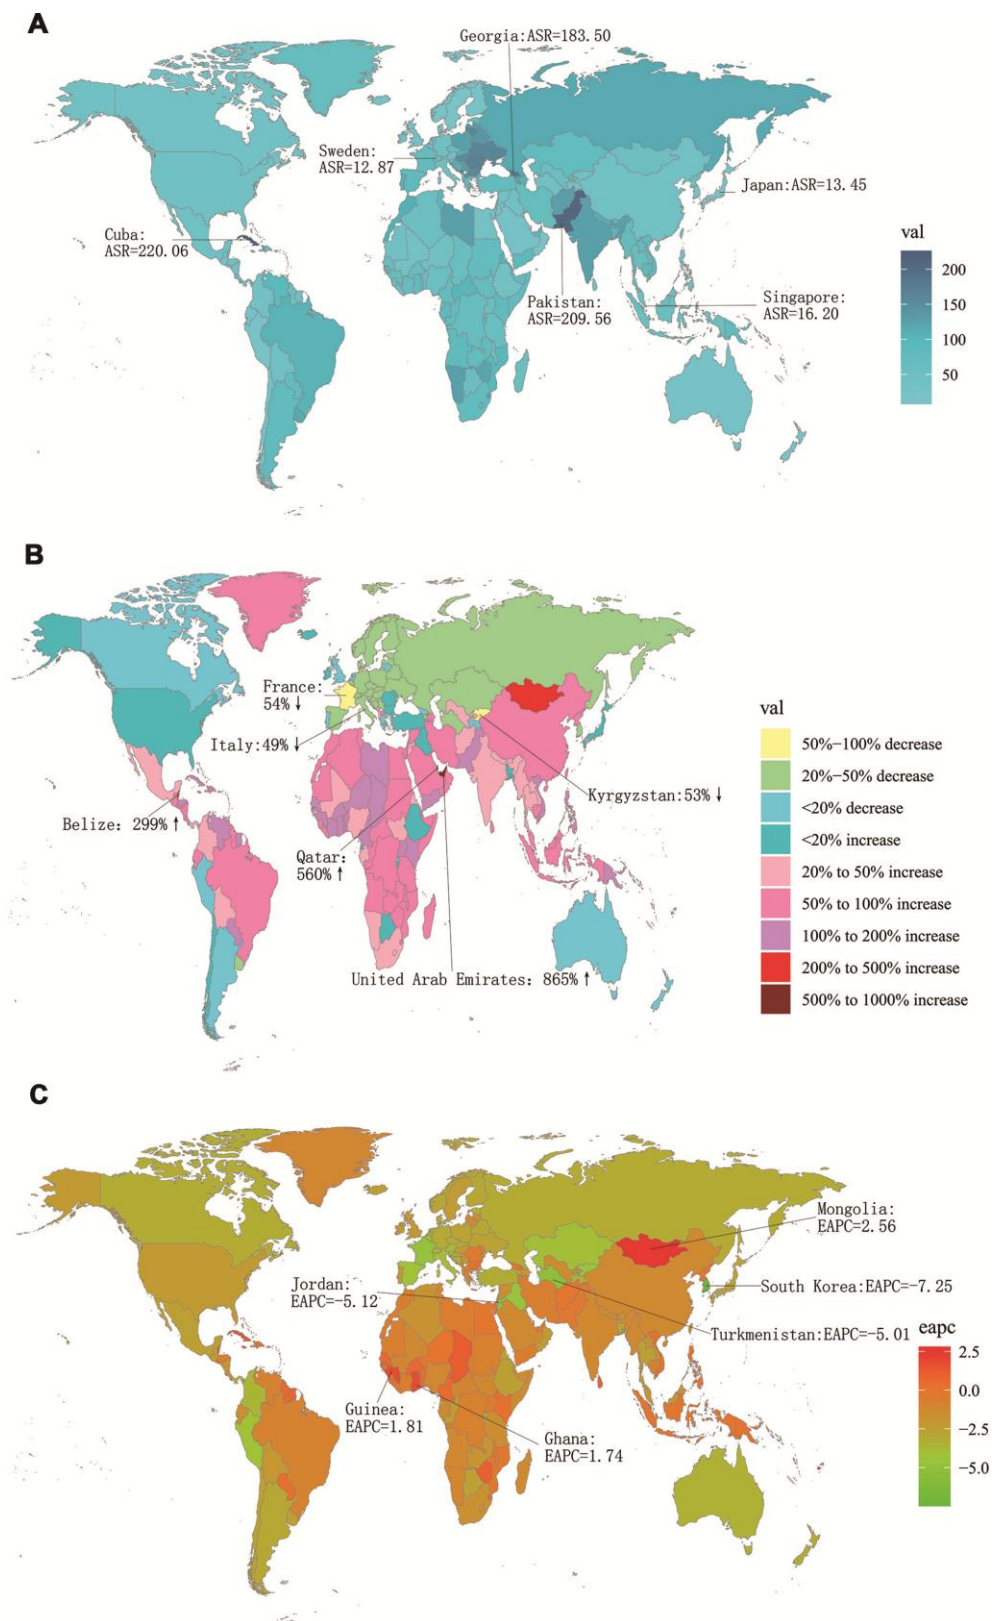 A
Georgia:ASR=183.50
Sweden:
ASR=12.87
Japan:ASR=13.45
Cuba:
ASR=220.06
Pakistan:
ASR=209.56
Singapore:
ASR=16.20
val
200
150
100
50
B
France:
54% ↓
Italy:49% ↓
Kyrgyzstan:53% ↓
Belize: 299% ↑
Qatar:
560% ↑
United Arab Emirates: 865% ↑
val
50%−100% decrease
20%−50% decrease
<20% decrease
<20% increase
20% to 50% increase
50% to 100% increase
100% to 200% increase
200% to 500% increase
500% to 1000% increase
C
Mongolia:
EAPC=2.56
Jordan:
EAPC=−5.12
South Korea:EAPC=−7.25
Turkmenistan:EAPC=−5.01
Guinea:
EAPC=1.81
Ghana:
EAPC=1.74
eapc
2.5
0.0
−2.5
−5.0